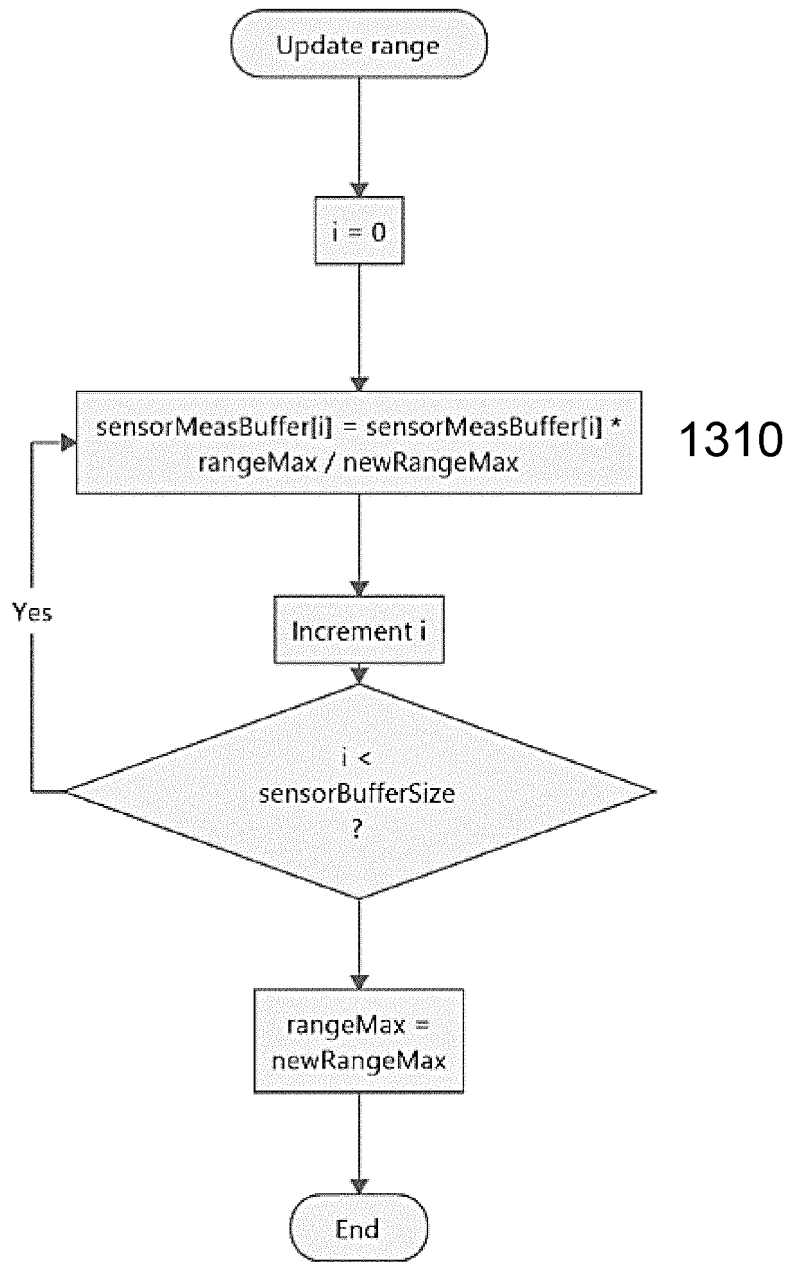 Update range
i = 0
sensorMeasBuffer[i] = sensorMeasBuffer[i] *
rangeMax / newRangeMax
1310
Increment i
Yes
i <
sensorBufferSize
?
rangeMax =
newRangeMax
End